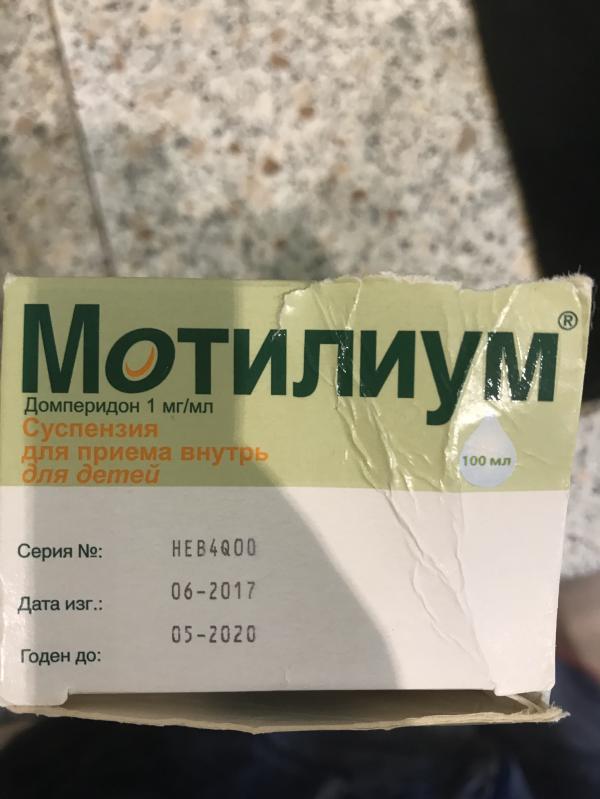 Мотилиум®
Домперидон 1 мг/мл
Суспензия
для приема внутрь
для детей
100 мл
Серия №: HEB4Q00
Дата изг.: 06-2017
Годен до: 05-2020